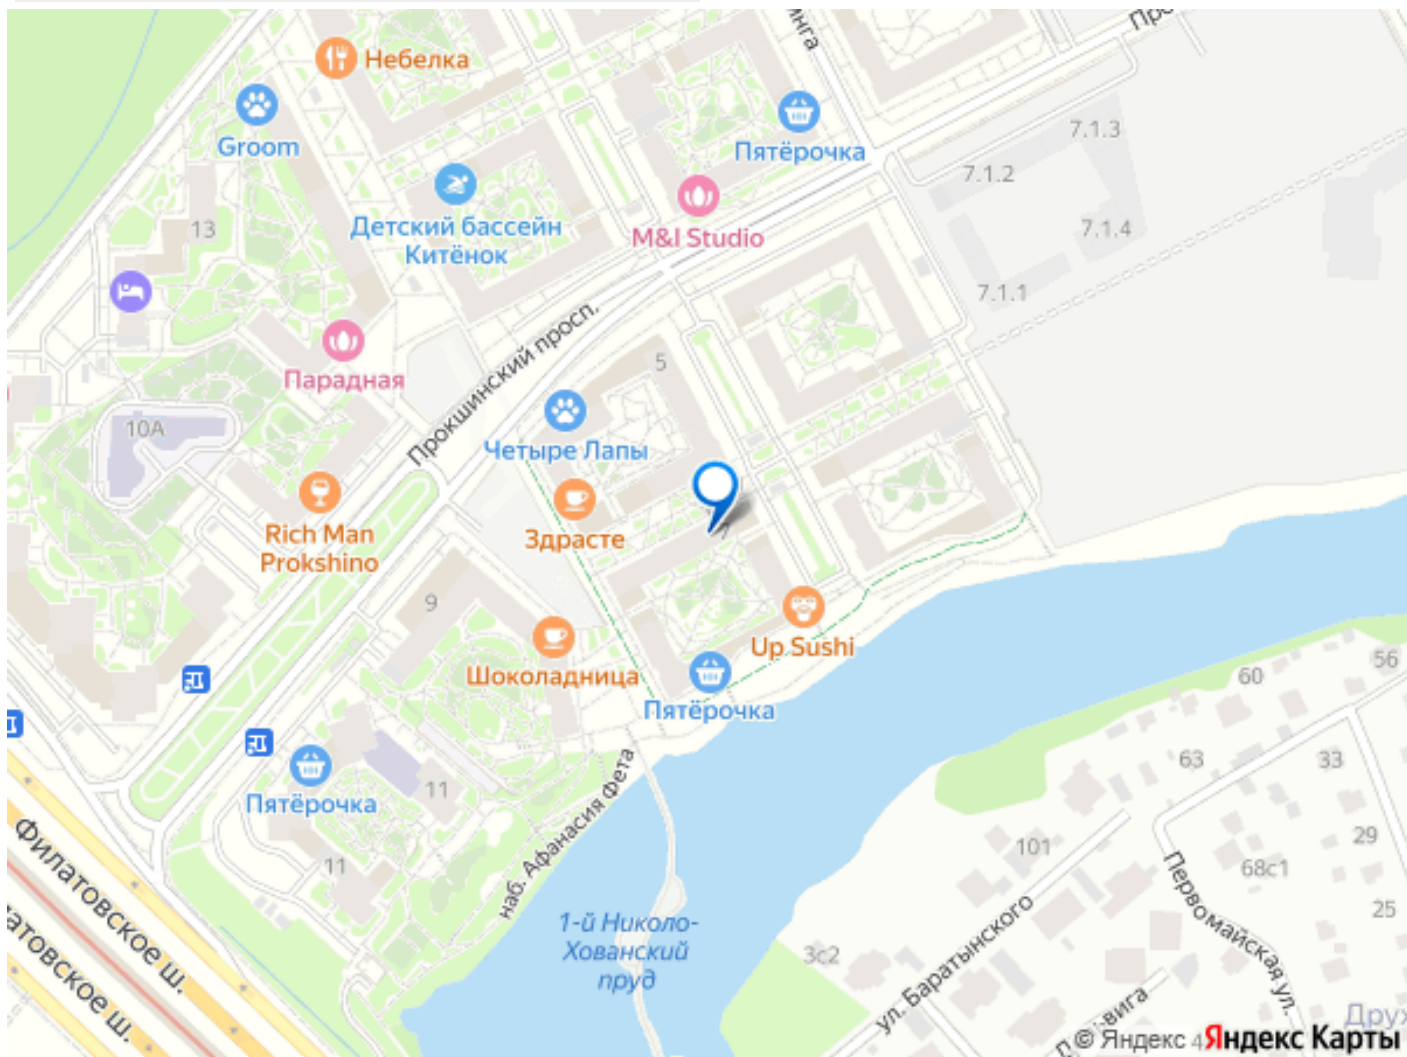 Небелка
Groom
Пятёрочка
7.1.3
7.1.2
Детский бассейн
Китёнок
M&I Studio
13
7.1.4
7.1.1
Прокшинский просп.
Парадная
5
10А
Четыре Лапы
Rich Man
Prokshino
Здрасте
7
9
Шоколадница
Up Sushi
Пятёрочка
56
60
63
33
Пятёрочка
11
11
наб. Афанасия Фета
Филатовское ш.
101
29
68с1
25
1-й Николо-
Хованский
пруд
3с2
ул. Баратынского
Первомайская ул.
© Яндекс
Яндекс Карты